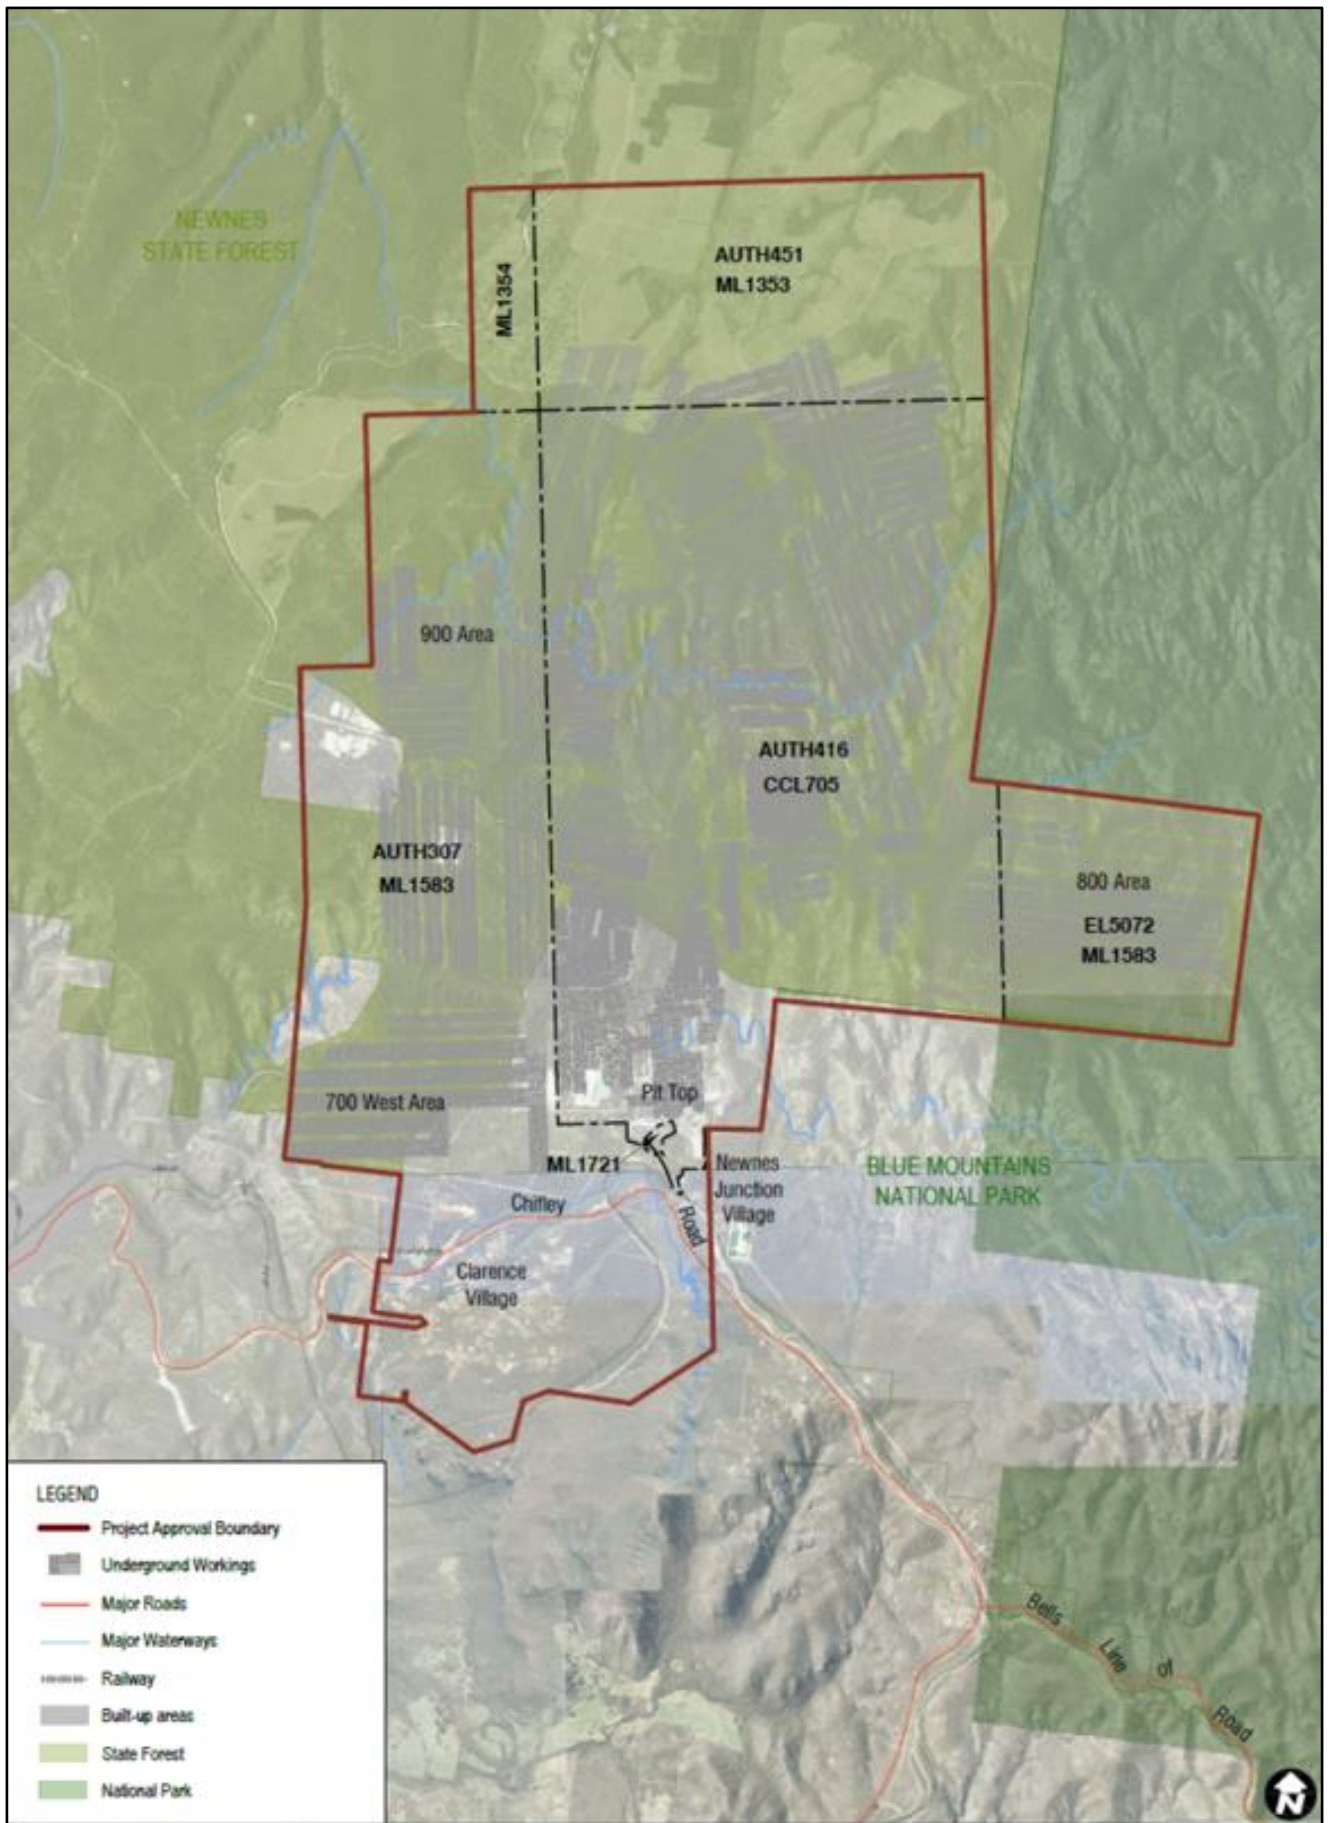 NEWNES
STATE FOREST
ML1354
AUTH451
ML1353
900 Area
AUTH416
CCL705
AUTH307
ML1583
800 Area
EL5072
ML1583
700 West Area
Pit Top
ML1721
Newnes
Junction
Village
BLUE MOUNTAINS
NATIONAL PARK
Chifley
Road
Clarence
Village
LEGEND
Project Approval Boundary
Underground Workings
Major Roads
Major Waterways
Railway
Built-up areas
State Forest
National Park
Bells
Line
of
Road
N